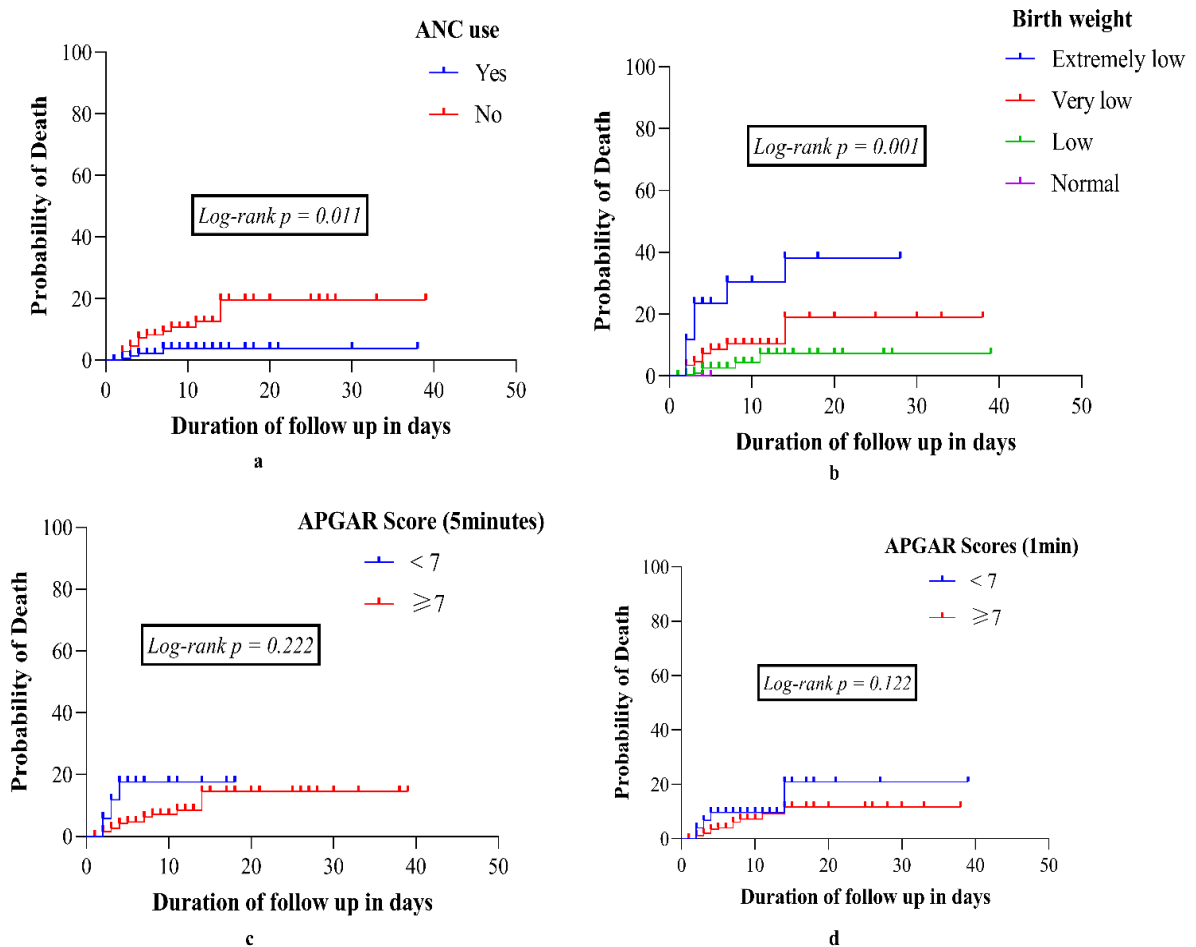 ANC use
Yes
No
Probability of Death
100
80
60
40
20
0
Log-rank p = 0.011
0 10 20 30 40 50
Duration of follow up in days
a
Birth weight
Extremely low
Very low
Low
Normal
Probability of Death
100
80
60
40
20
0
Log-rank p = 0.001
0 10 20 30 40 50
Duration of follow up in days
b
APGAR Score (5minutes)
< 7
⩾7
Probability of Death
100
80
60
40
20
0
Log-rank p = 0.222
0 10 20 30 40 50
Duration of follow up in days
c
APGAR Scores (1min)
< 7
⩾7
Probability of Death
100
80
60
40
20
0
Log-rank p = 0.122
0 10 20 30 40 50
Duration of follow up in days
d